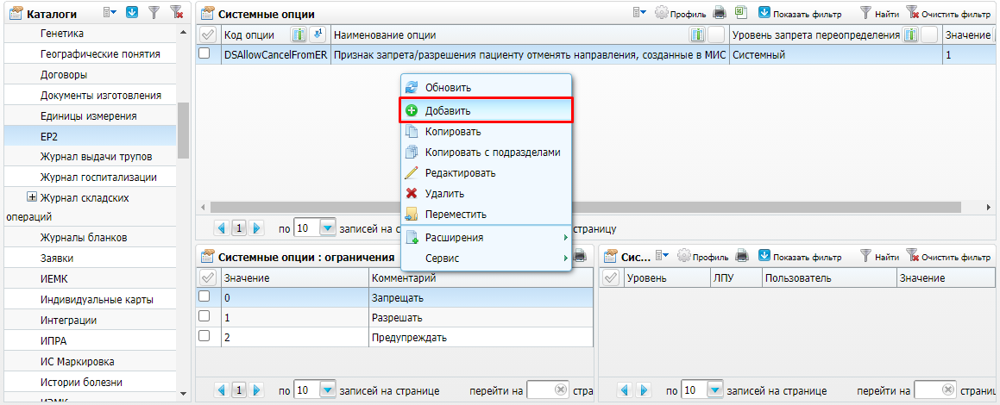 Каталоги
Генетика
Географические понятия
Договоры
Документы изготовления
Единицы измерения
ЕР2
Журнал выдачи трупов
Журнал госпитализации
Журнал складских
операций
Журналы бланков
Заявки
ИЕМК
Индивидуальные карты
Интеграции
ИПРА
ИС Маркировка
Истории болезни
Системные опции
Профиль
Показать фильтр
Найти
Очистить фильтр
Код опции
Наименование опции
Уровень запрета переопределения
Значение
DSAllowCancelFromER
Признак запрета/разрешения пациенту отменять направления, созданные в МИС
Системный
1
Обновить
Добавить
Копировать
Копировать с подразделами
Редактировать
Удалить
Переместить
Расширения
Сервис
1
по 10 записей на с
страницу
Системные опции : ограничения
Значение
Комментарий
0 Запрещать
1 Разрешать
2 Предупреждать
1
по 10 записей на странице
перейти на
стра
Сис...
Профиль
Показать фильтр
Найти
Очистить фильтр
Уровень
ЛПУ
Пользователь
Значение
по 10 записей на странице
перейти на
страниц